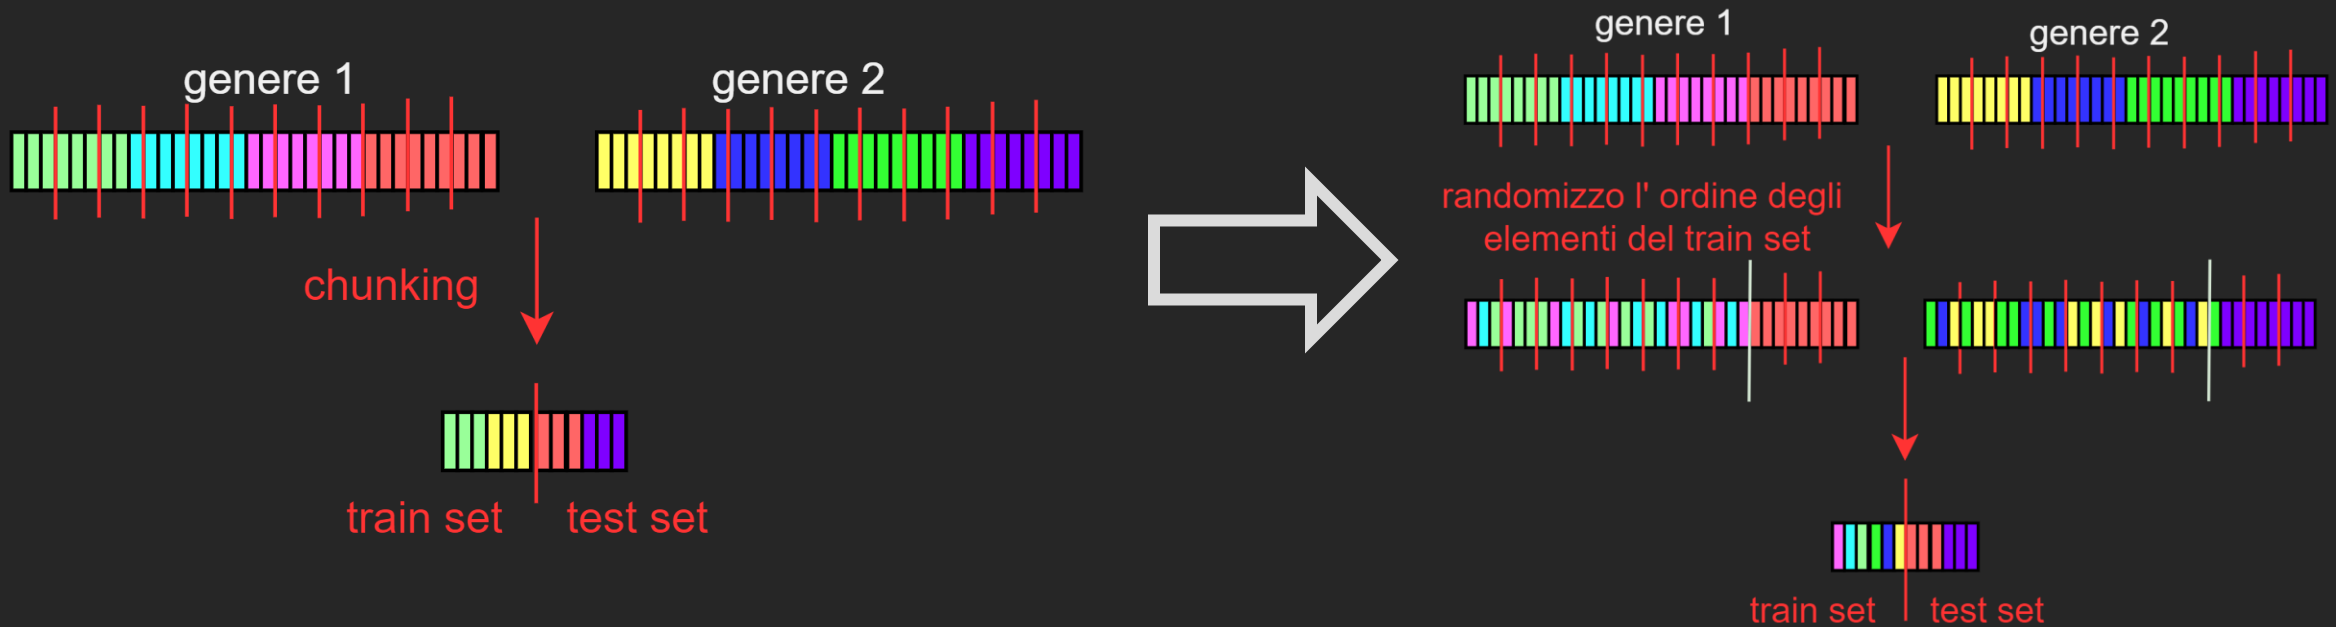 genere 1
genere 2
chunking
train set
test set
genere 1
genere 2
randomizzo l' ordine degli
elementi del train set
train set
test set